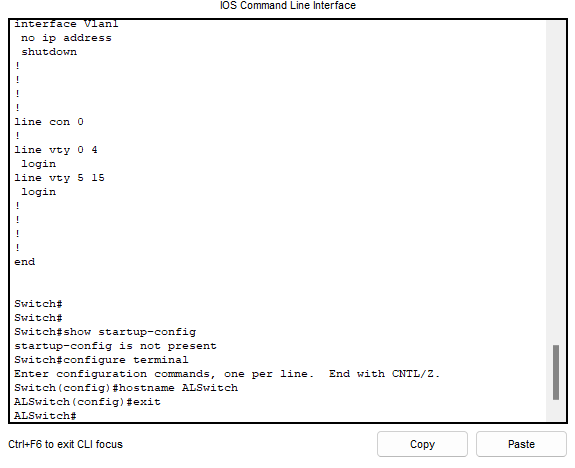 IOS Command Line Interface
interface Vlan1
 no ip address
 shutdown
!
!
!
!
line con 0
!
line vty 0 4
 login
line vty 5 15
 login
!
!
!
!
end
Switch#
Switch#
Switch#show startup-config
startup-config is not present
Switch#configure terminal
Enter configuration commands, one per line.  End with CNTL/Z.
Switch(config)#hostname ALSwitch
ALSwitch(config)#exit
ALSwitch#
Ctrl+F6 to exit CLI focus
Copy
Paste